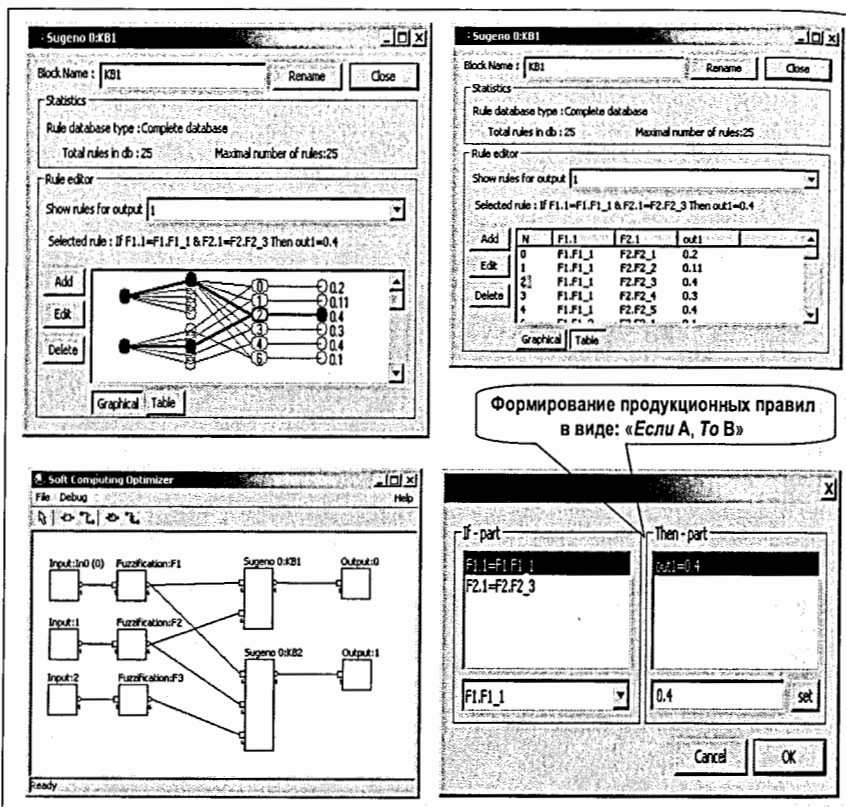 Sugeno 0:KB1
Block Name : KB1 Rename Close
Statistics
Rule database type : Complete database
Total rules in db : 25 Maximal number of rules:25
Rule editor
Show rules for output 1
Selected rule : If F1.1=F1.F1_1 & F2.1=F2.F2_3 Then out1=0.4
Add
Edit
Delete
0 0.2
1 0.11
2 0.4
3 0.3
4 0.4
5 0.1
Graphical Table
Sugeno 0:KB1
Block Name : KB1 Rename Close
Statistics
Rule database type : Complete database
Total rules in db : 25 Maximal number of rules:25
Rule editor
Show rules for output 1
Selected rule : If F1.1=F1.F1_1 & F2.1=F2.F2_3 Then out1=0.4
Add
Edit
Delete
N F1.1 F2.1 out1
0 F1.F1_1 F2.F2_1 0.2
1 F1.F1_1 F2.F2_2 0.11
2 F1.F1_1 F2.F2_3 0.4
3 F1.F1_1 F2.F2_4 0.3
4 F1.F1_1 F2.F2_5 0.4
Graphical Table
Формирование продукционных правил
в виде: «Если А, То В»
Soft Computing Optimizer
File Debug Help
Input:In0 (0) Fuzzification:F1 Sugeno 0:KB1 Output:0
Input:1 Fuzzification:F2
Sugeno 0:KB2 Output:1
Input:2 Fuzzification:F3
Ready
If - part
F1.1=F1.F1_1
F2.1=F2.F2_3
F1.F1_1
Then - part
out1=0.4
0.4 set
Cancel OK